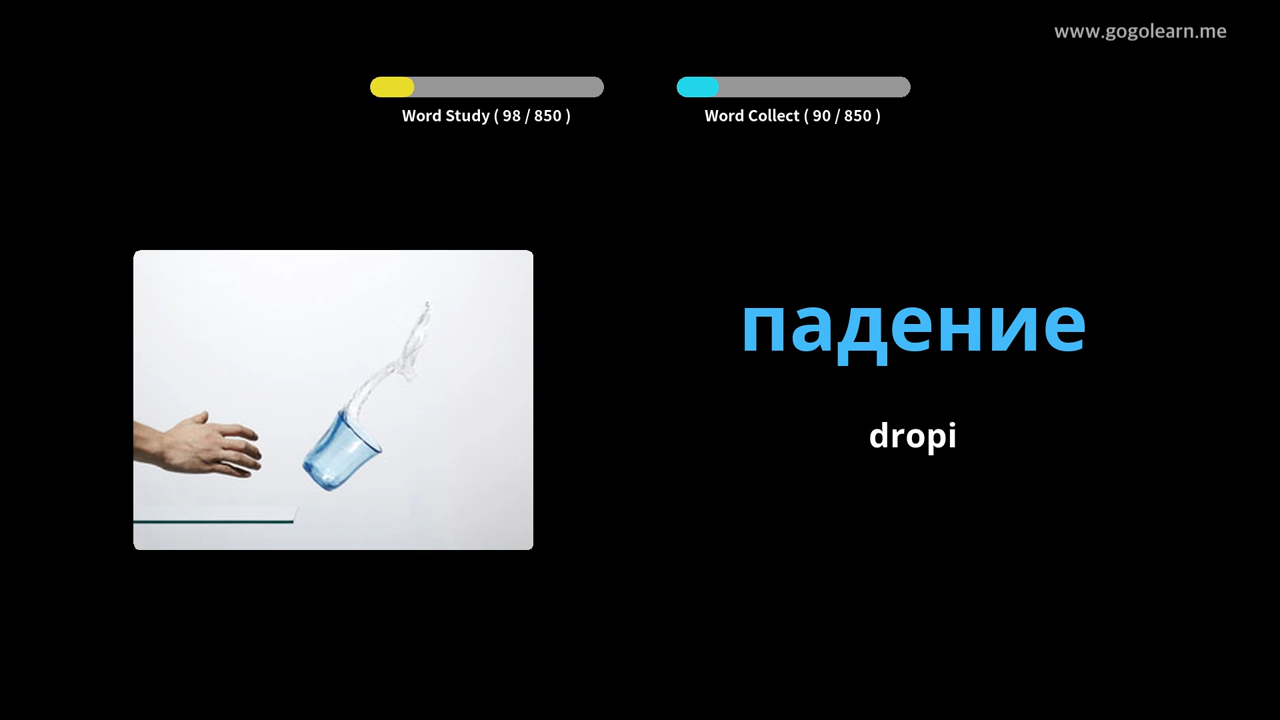 www.gogolearn.me
Word Study ( 98 / 850 )
Word Collect ( 90 / 850 )
падение
dropi